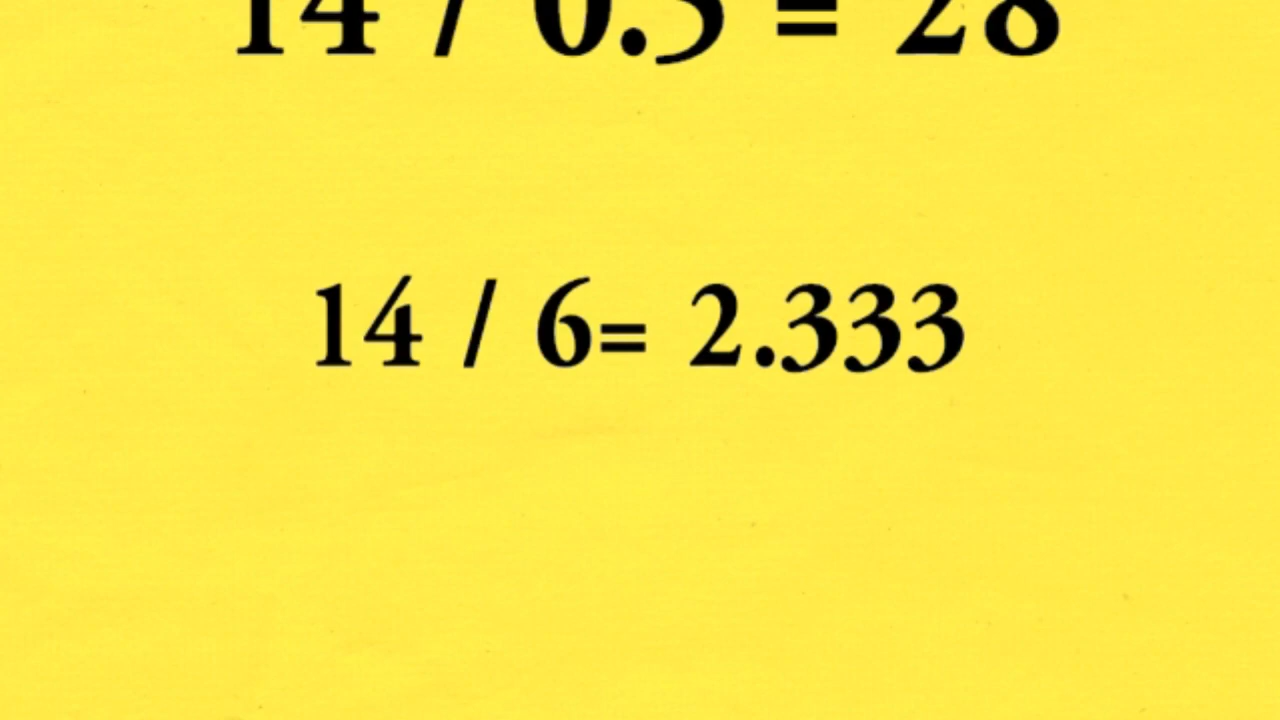 14 / 0.5 = 28
14 / 6= 2.333